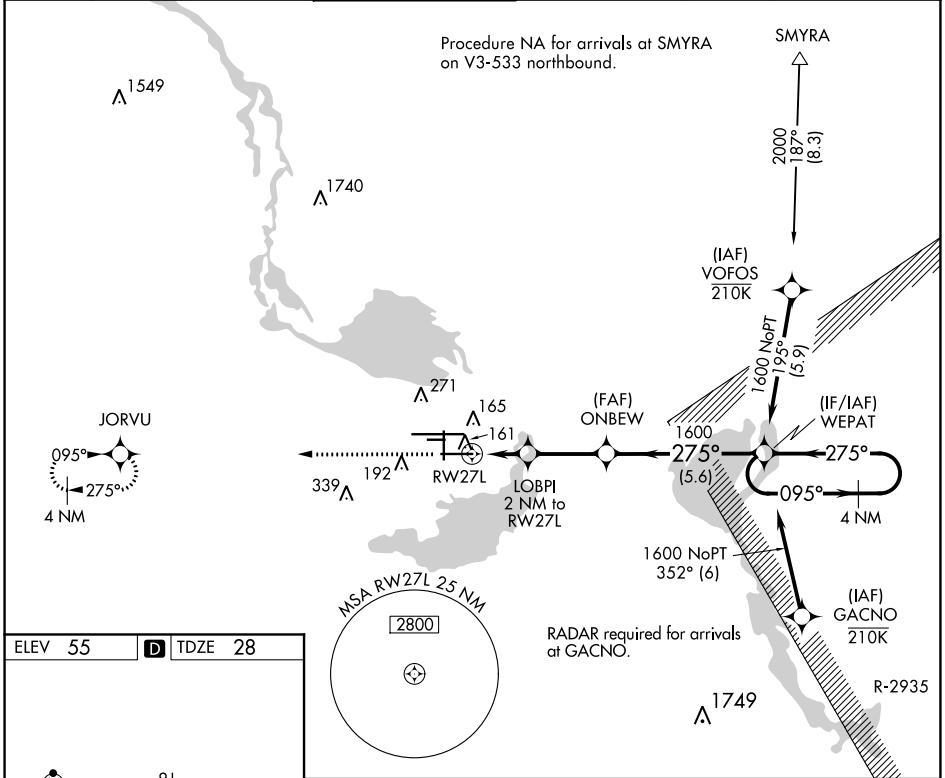 Procedure NA for arrivals at SMYRA
on V3-533 northbound.
SMYRA
1549
2000
187°
(8.3)
1740
(IAF)
VOFOS
210K
1600 NoPT
195°
(5.9)
271
165
161
(FAF)
ONBEW
(IF/IAF)
WEPAT
JORVU
095°
275°
4 NM
192
339
RW27L
LOBPI
2 NM to
RW27L
1600
275°
(5.6)
275°
095°
4 NM
1600 NoPT
352° (6)
(IAF)
GACNO
210K
MSA RW27L 25 NM
2800
RADAR required for arrivals
at GACNO.
R-2935
1749
ELEV 55 D TDZE 28